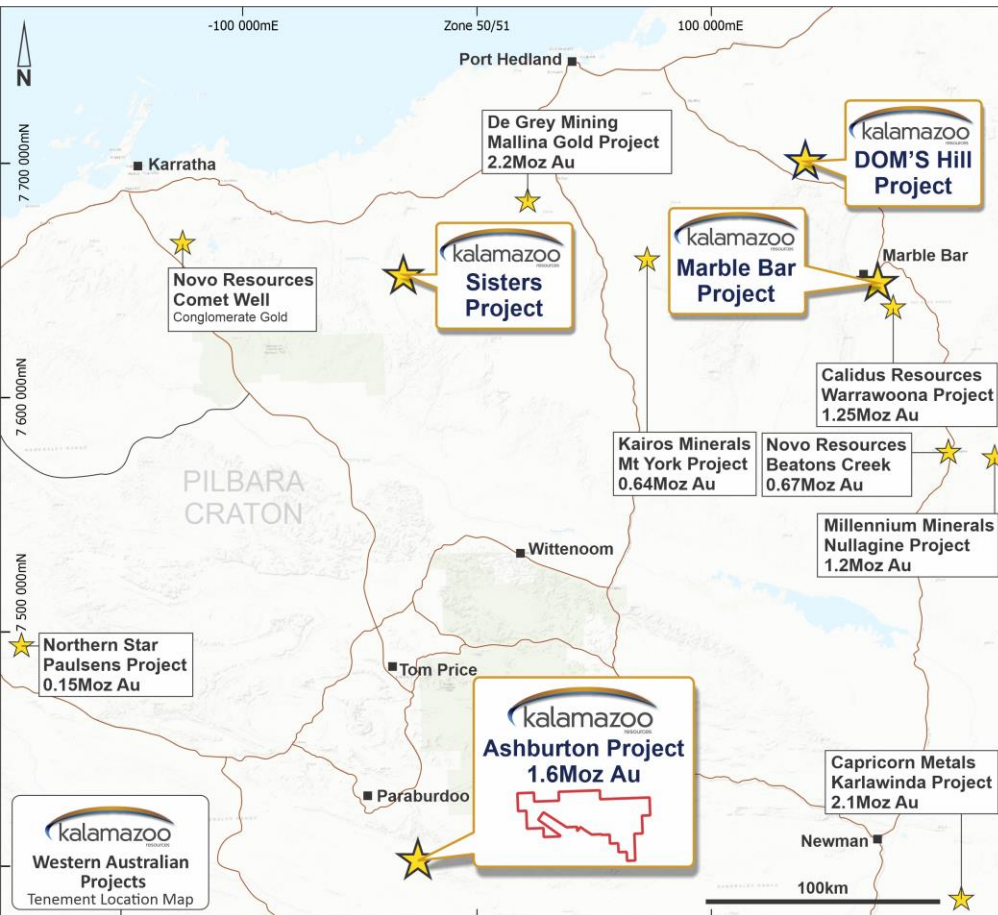 -100 000mE
Zone 50/51
100 000mE
N
Port Hedland
De Grey Mining
Mallina Gold Project
2.2Moz Au
kalamazoo
resources
DOM'S Hill
Project
7 700 000mN
Karratha
kalamazoo
resources
Sisters
Project
kalamazoo
resources
Marble Bar
Project
Marble Bar
Novo Resources
Comet Well
Conglomerate Gold
Calidus Resources
Warrawoona Project
1.25Moz Au
7 600 000mN
Kairos Minerals
Mt York Project
0.64Moz Au
Novo Resources
Beatons Creek
0.67Moz Au
PILBARA
CRATON
Millennium Minerals
Nullagine Project
1.2Moz Au
Wittenoom
7 500 000mN
Northern Star
Paulsens Project
0.15Moz Au
Tom Price
kalamazoo
resources
Ashburton Project
1.6Moz Au
Capricorn Metals
Karlawinda Project
2.1Moz Au
Paraburdoo
Newman
kalamazoo
resources
Western Australian
Projects
Tenement Location Map
100km